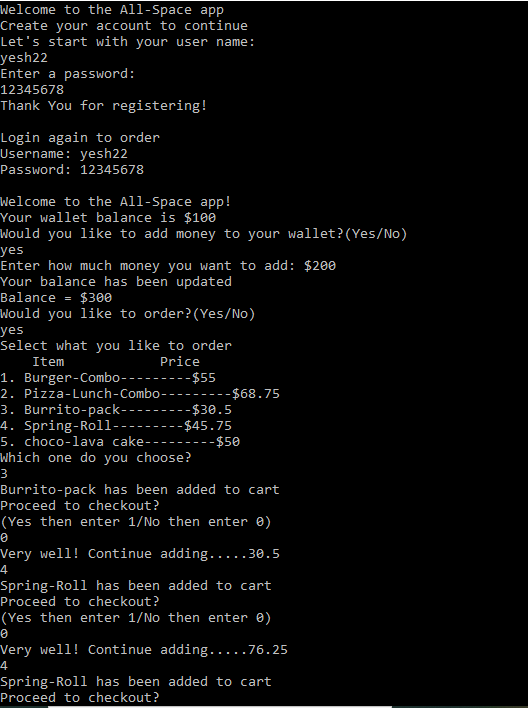 Welcome to the All-Space app
Create your account to continue
Let's start with your user name:
yesh22
Enter a password:
12345678
Thank You for registering!
Login again to order
Username: yesh22
Password: 12345678
Welcome to the All-Space app!
Your wallet balance is $100
Would you like to add money to your wallet?(Yes/No)
yes
Enter how much money you want to add: $200
Your balance has been updated
Balance = $300
Would you like to order?(Yes/No)
yes
Select what you like to order
Item Price
1. Burger-Combo---------$55
2. Pizza-Lunch-Combo---------$68.75
3. Burrito-pack---------$30.5
4. Spring-Roll---------$45.75
5. choco-lava cake---------$50
Which one do you choose?
3
Burrito-pack has been added to cart
Proceed to checkout?
(Yes then enter 1/No then enter 0)
0
Very well! Continue adding.....30.5
4
Spring-Roll has been added to cart
Proceed to checkout?
(Yes then enter 1/No then enter 0)
0
Very well! Continue adding.....76.25
4
Spring-Roll has been added to cart
Proceed to checkout?